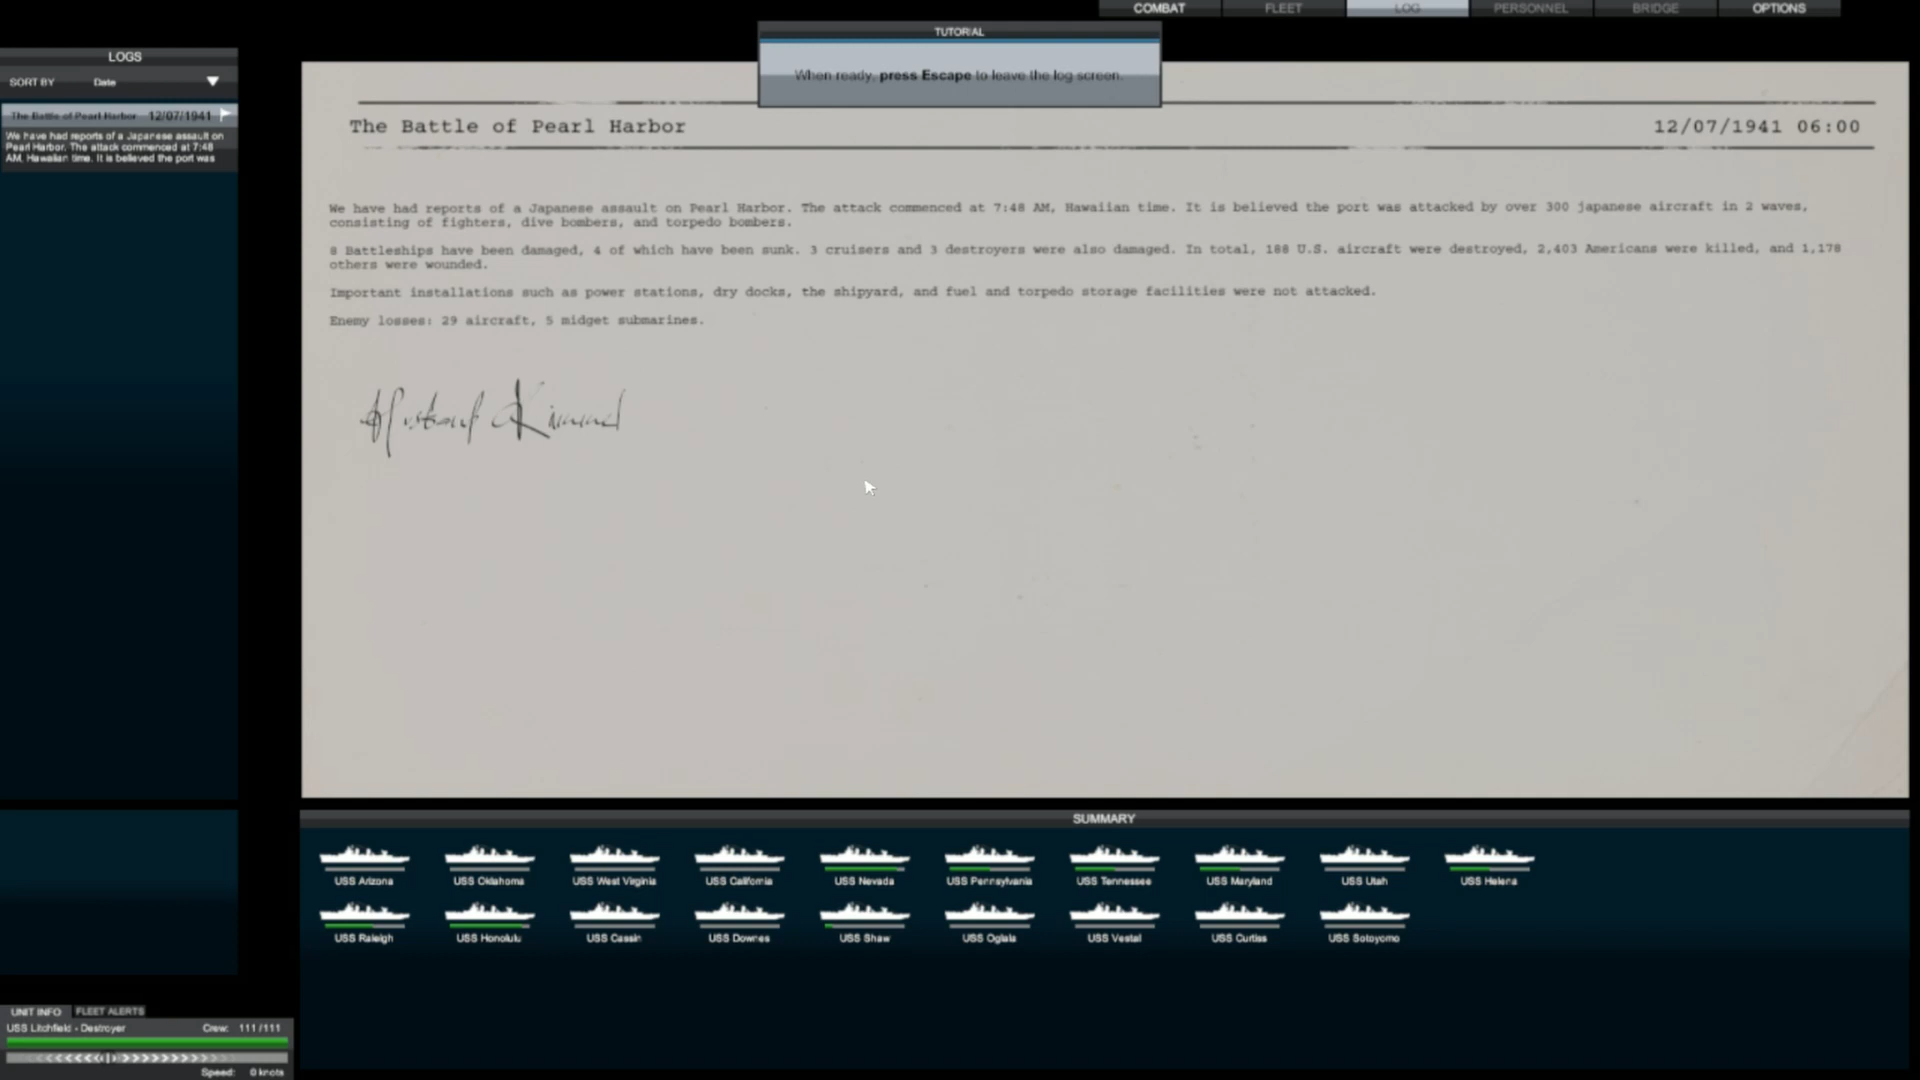 COMBAT FLEET LOG PERSONNEL BRIDGE OPTIONS
TUTORIAL
When ready, press Escape to leave the log screen.
LOGS
SORT BY Date
The Battle of Pearl Harbor 12/07/1941
We have had reports of a Japanese assault on
Pearl Harbor. The attack commenced at 7:48
AM, Hawaiian time. It is believed the port was
The Battle of Pearl Harbor 12/07/1941 06:00
We have had reports of a Japanese assault on Pearl Harbor. The attack commenced at 7:48 AM, Hawaiian time. It is believed the port was attacked by over 300 japanese aircraft in 2 waves,
consisting of fighters, dive bombers, and torpedo bombers.
8 Battleships have been damaged, 4 of which have been sunk. 3 cruisers and 3 destroyers were also damaged. In total, 188 U.S. aircraft were destroyed, 2,403 Americans were killed, and 1,178
others were wounded.
Important installations such as power stations, dry docks, the shipyard, and fuel and torpedo storage facilities were not attacked.
Enemy losses: 29 aircraft, 5 midget submarines.
Kimmel
SUMMARY
USS Arizona USS Oklahoma USS West Virginia USS California USS Nevada USS Pennsylvania USS Tennessee USS Maryland USS Utah USS Helena
USS Raleigh USS Honolulu USS Cassin USS Downes USS Shaw USS Oglala USS Vestal USS Curtiss USS Sotoyomo
UNIT INFO FLEET ALERTS
USS Litchfield - Destroyer Crew: 111/111
Speed: 0 knots